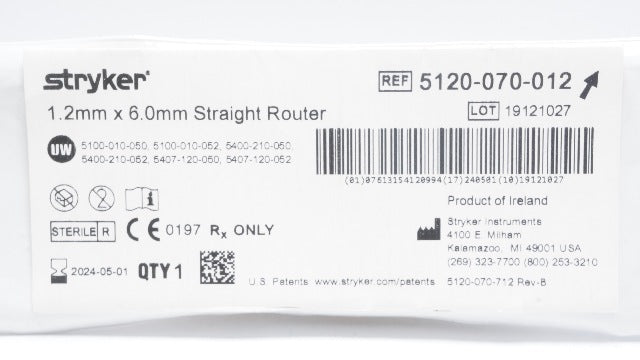 stryker®
REF 5120-070-012
1.2mm x 6.0mm Straight Router
LOT 19121027
UW 5100-010-050, 5100-010-052, 5400-210-050,
5400-210-052, 5407-120-050, 5407-120-052
(01)07613154120994(17)240501(10)19121027
2
i
Product of Ireland
STERILE R CE 0197 Rx ONLY
Stryker Instruments
4100 E. Milham
Kalamazoo, MI 49001 USA
(269) 323-7700 (800) 253-3210
2024-05-01 QTY 1
U.S. Patents www.stryker.com/patents 5120-070-712 Rev-B